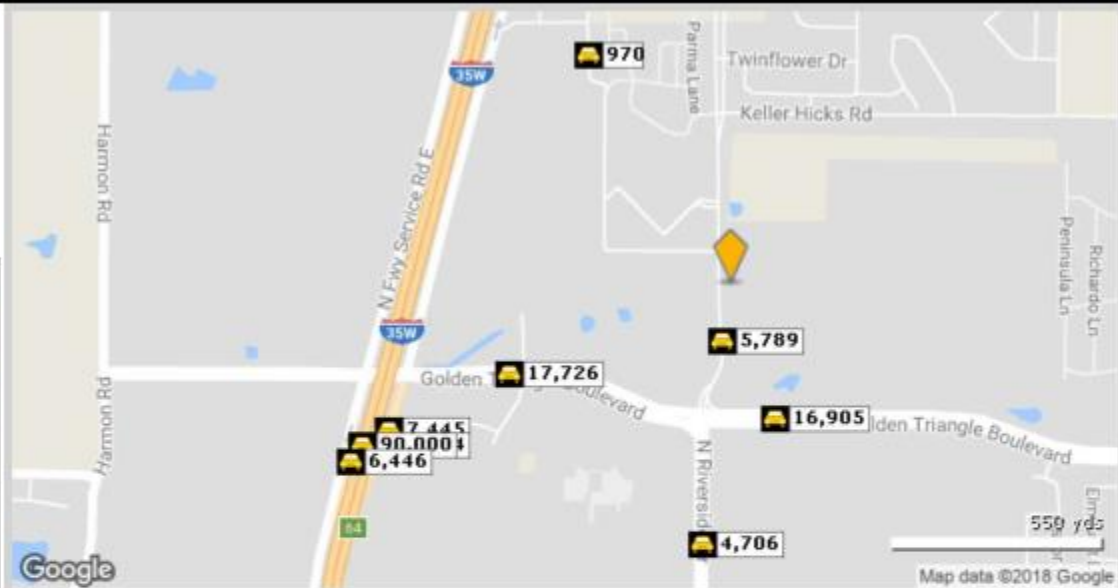 970
Parma Lane
Twinflower Dr
35W
Keller Hicks Rd
Harmon Rd
N Fwy Service Rd E
Peninsula Ln
Richardo Ln
35W
5,789
Golden
17,726
Boulevard
16,905
lden Triangle Boulevard
7,445
90,000
6,446
Harmon Rd
N Riverside
64
4,706
550 yds
Google
Map data ©2018 Google